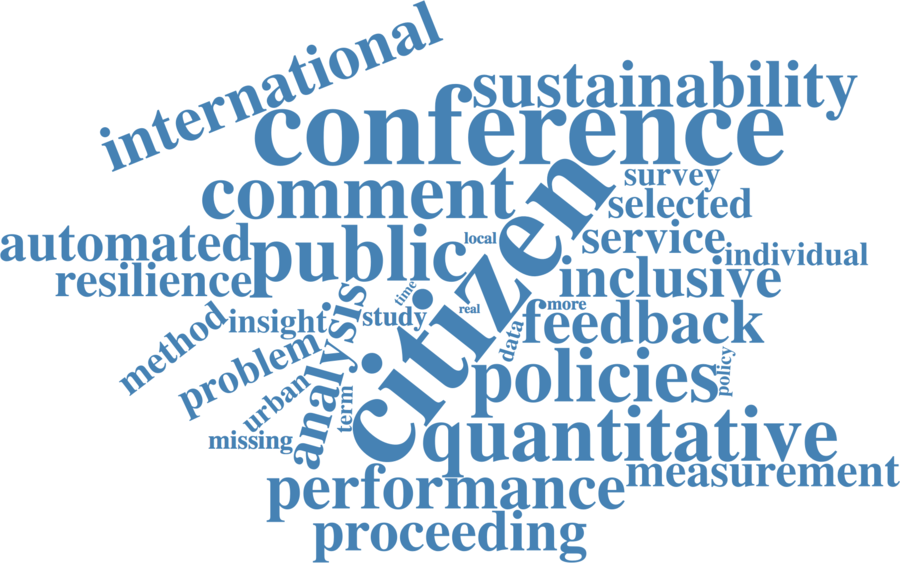 international
sustainability
conference
survey
comment
selected
citizen
automated
public
local
service
individual
resilience
inclusive
time
real
more
method
insight
study
feedback
data
analysis
problem
policies
policy
urban
term
missing
quantitative
measurement
performance
proceeding